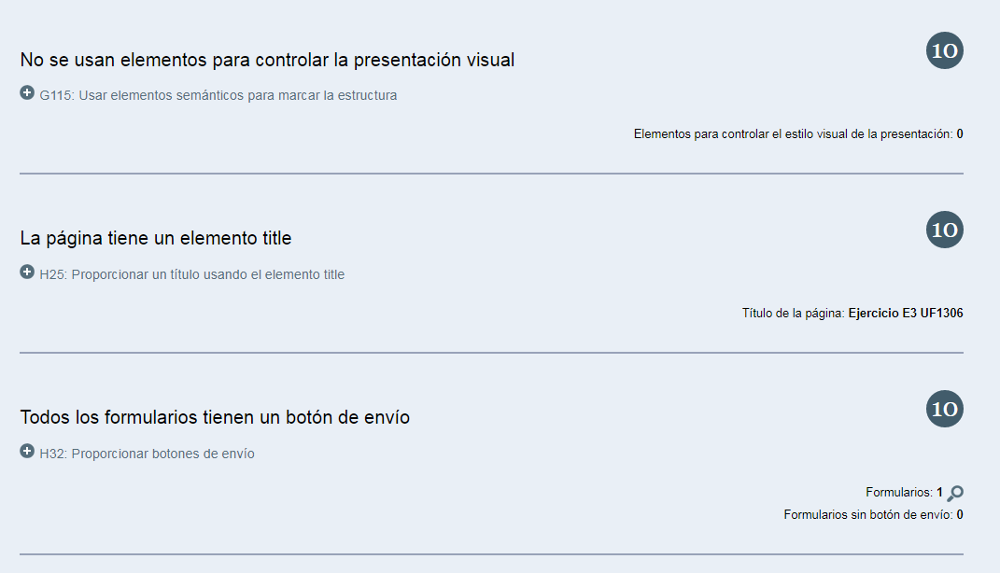 No se usan elementos para controlar la presentación visual
10
G115: Usar elementos semánticos para marcar la estructura
Elementos para controlar el estilo visual de la presentación: 0
La página tiene un elemento title
10
H25: Proporcionar un título usando el elemento title
Título de la página: Ejercicio E3 UF1306
Todos los formularios tienen un botón de envío
10
H32: Proporcionar botones de envío
Formularios: 1
Formularios sin botón de envío: 0